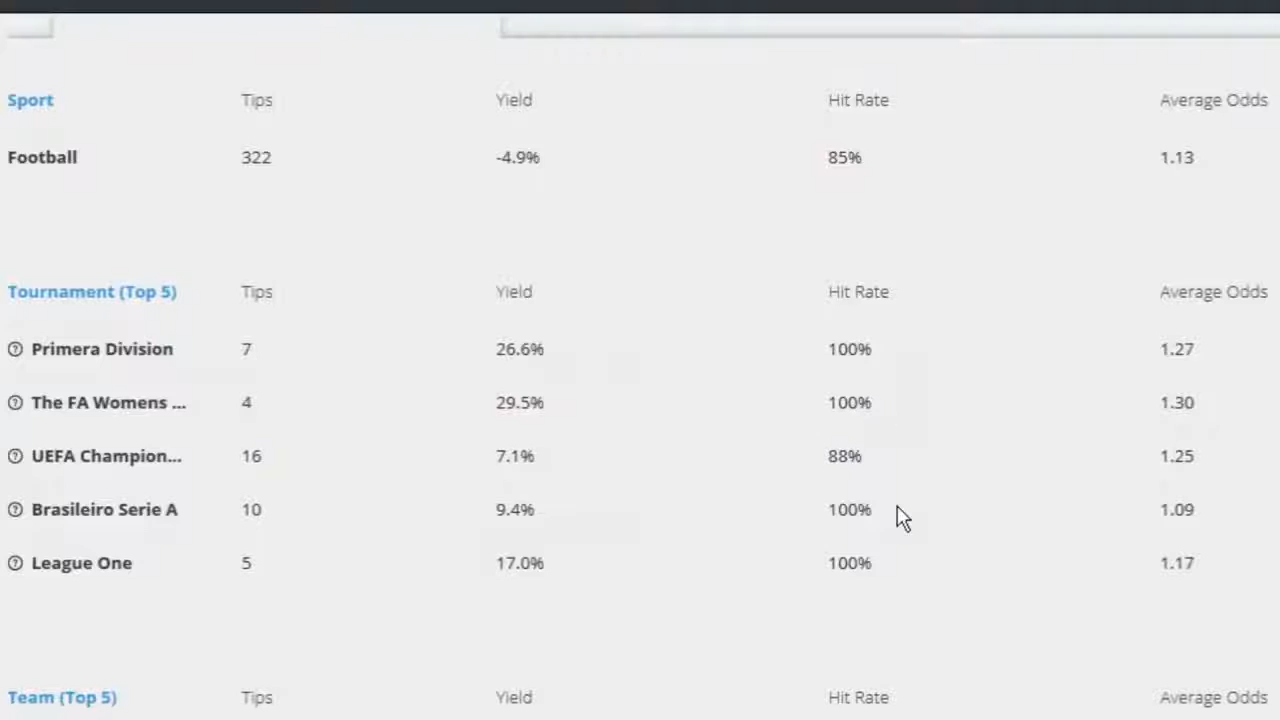 Sport Tips Yield Hit Rate Average Odds
Football 322 -4.9% 85% 1.13
Tournament (Top 5) Tips Yield Hit Rate Average Odds
Primera Division 7 26.6% 100% 1.27
The FA Womens ... 4 29.5% 100% 1.30
UEFA Champion... 16 7.1% 88% 1.25
Brasileiro Serie A 10 9.4% 100% 1.09
League One 5 17.0% 100% 1.17
Team (Top 5) Tips Yield Hit Rate Average Odds